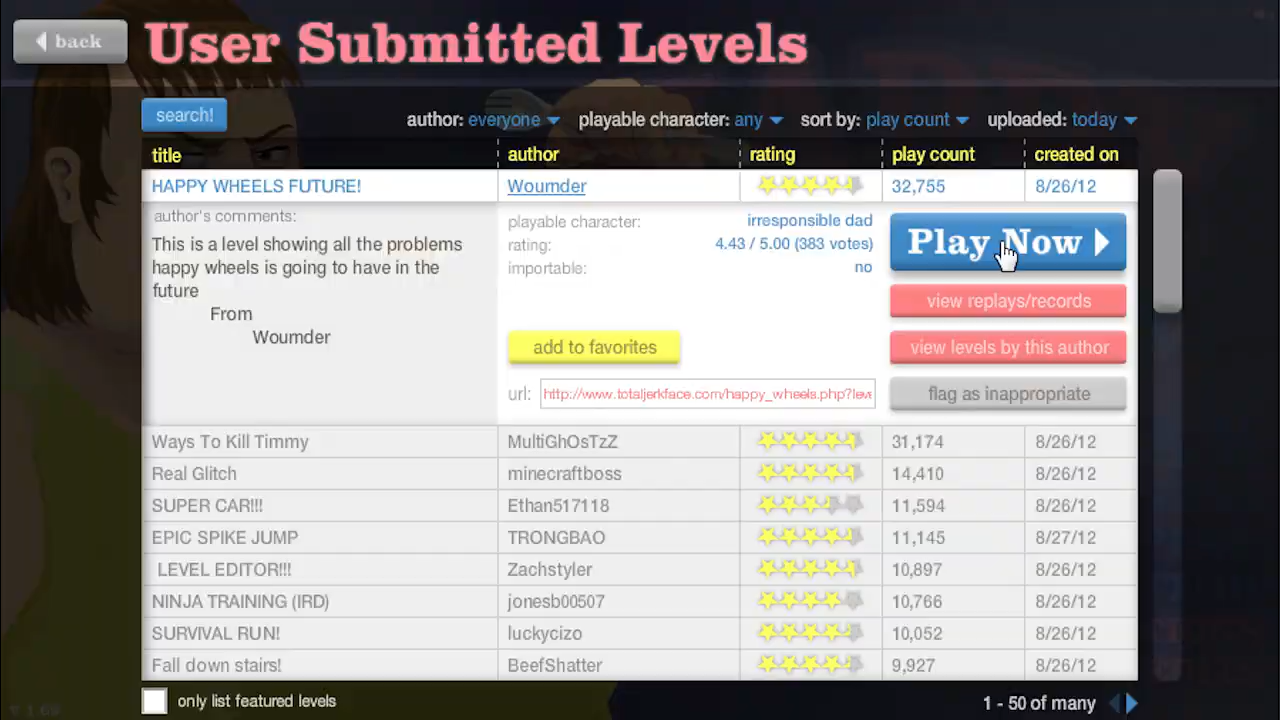 back
User Submitted Levels
search!
author: everyone playable character: any sort by: play count uploaded: today
title author rating play count created on
HAPPY WHEELS FUTURE! Woumder 32,755 8/26/12
author's comments:
This is a level showing all the problems
happy wheels is going to have in the
future
From
Woumder
playable character: irresponsible dad
rating: 4.43 / 5.00 (383 votes)
importable: no
add to favorites
url: http://www.totaljerkface.com/happy_wheels.php?leve
Play Now
view replays/records
view levels by this author
flag as inappropriate
Ways To Kill Timmy MultiGhOsTzZ 31,174 8/26/12
Real Glitch minecraftboss 14,410 8/26/12
SUPER CAR!!! Ethan517118 11,594 8/26/12
EPIC SPIKE JUMP TRONGBAO 11,145 8/27/12
LEVEL EDITOR!!! Zachstyler 10,897 8/26/12
NINJA TRAINING (IRD) jonesb00507 10,766 8/26/12
SURVIVAL RUN! luckycizo 10,052 8/26/12
Fall down stairs! BeefShatter 9,927 8/26/12
only list featured levels
1 - 50 of many